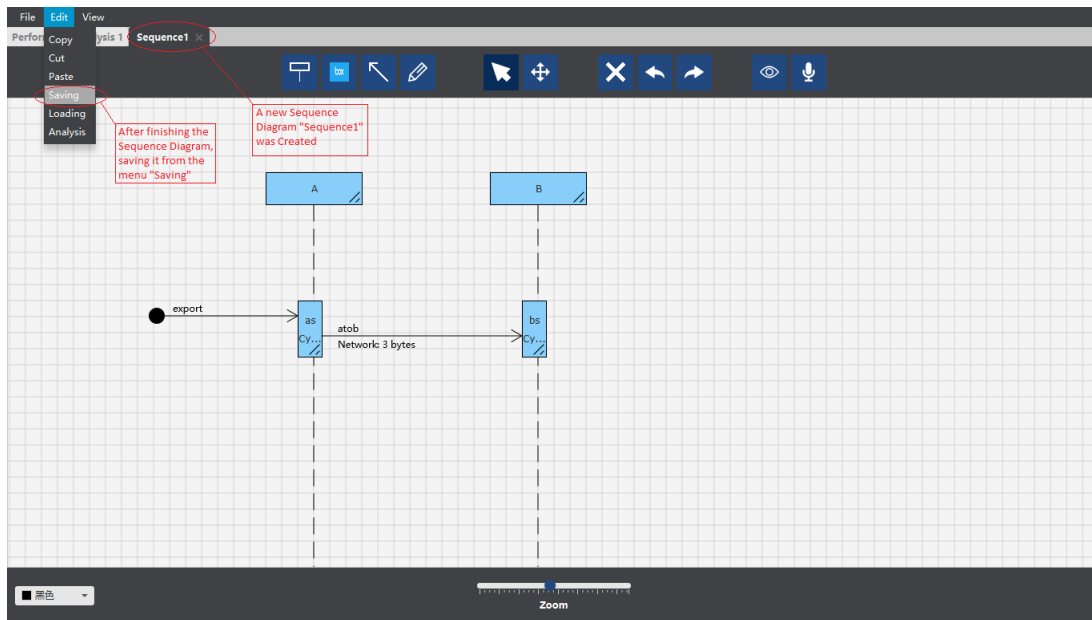 File Edit View
Perfor
ysis 1
Sequence1
Copy
Cut
Paste
Saving
Loading
Analysis
box
After finishing the
Sequence Diagram,
saving it from the
menu "Saving"
A new Sequence
Diagram "Sequence1"
was Created
A
B
export
as
Cy...
atob
Network: 3 bytes
bs
Cy...
黑色
Zoom